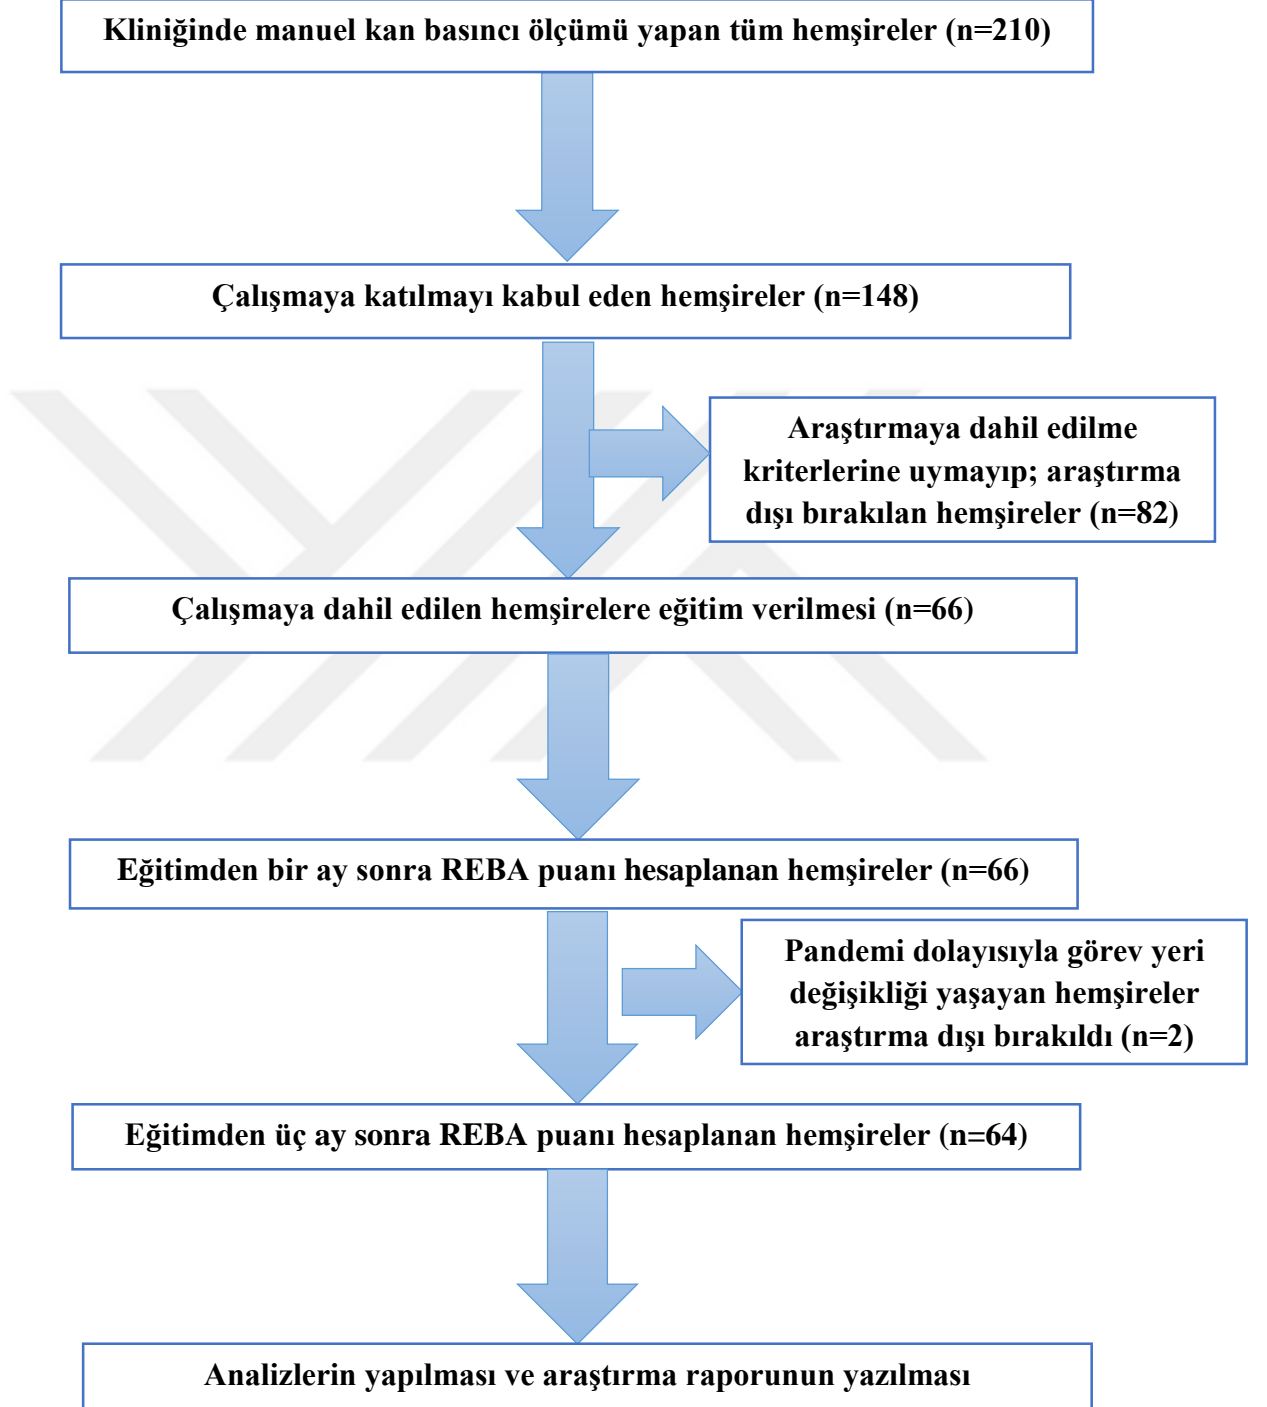 Kliniğinde manuel kan basıncı ölçümü yapan tüm hemşireler (n=210)
Çalışmaya katılmayı kabul eden hemşireler (n=148)
Araştırmaya dahil edilme
kriterlerine uymayıp; araştırma
dışı bırakılan hemşireler (n=82)
Çalışmaya dahil edilen hemşirelere eğitim verilmesi (n=66)
Eğitimden bir ay sonra REBA puanı hesaplanan hemşireler (n=66)
Pandemi dolayısıyla görev yeri
değişikliği yaşayan hemşireler
araştırma dışı bırakıldı (n=2)
Eğitimden üç ay sonra REBA puanı hesaplanan hemşireler (n=64)
Analizlerin yapılması ve araştırma raporunun yazılması